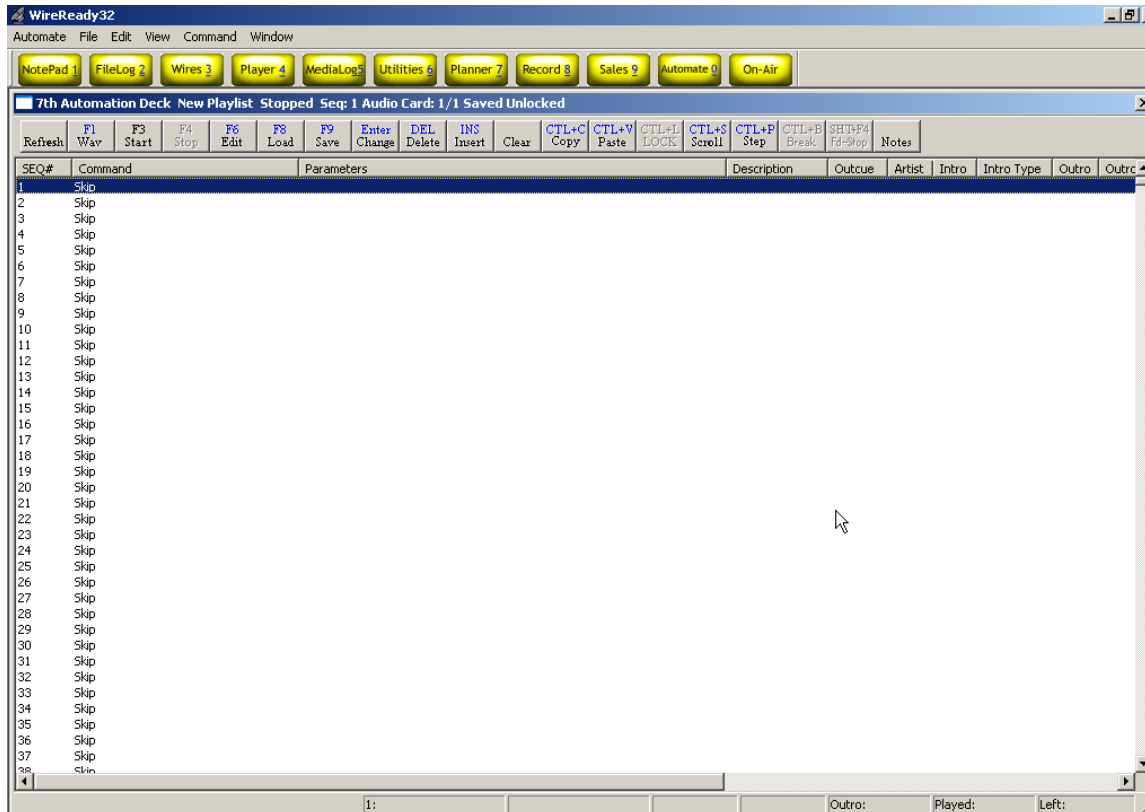 WireReady32
Automate File Edit View Command Window
NotePad 1 FileLog 2 Wires 3 Player 4 MediaLog5 Utilities 6 Planner 7 Record 8 Sales 9 Automate 0 On-Air
7th Automation Deck New Playlist Stopped Seq: 1 Audio Card: 1/1 Saved Unlocked
F1 F3 F4 F6 F8 F9 Enter DEL INS CTL+C CTL+V CTL+L CTL+S CTL+P CTL+B SHT+F4
Refresh Wav Start Stop Edit Load Save Change Delete Insert Clear Copy Paste LOCK Scroll Step Break Fd-Stop Notes
SEQ# Command Parameters Description Outcue Artist Intro Intro Type Outro Outrc
1 Skip
2 Skip
3 Skip
4 Skip
5 Skip
6 Skip
7 Skip
8 Skip
9 Skip
10 Skip
11 Skip
12 Skip
13 Skip
14 Skip
15 Skip
16 Skip
17 Skip
18 Skip
19 Skip
20 Skip
21 Skip
22 Skip
23 Skip
24 Skip
25 Skip
26 Skip
27 Skip
28 Skip
29 Skip
30 Skip
31 Skip
32 Skip
33 Skip
34 Skip
35 Skip
36 Skip
37 Skip
38 Skip
1: Outro: Played: Left: